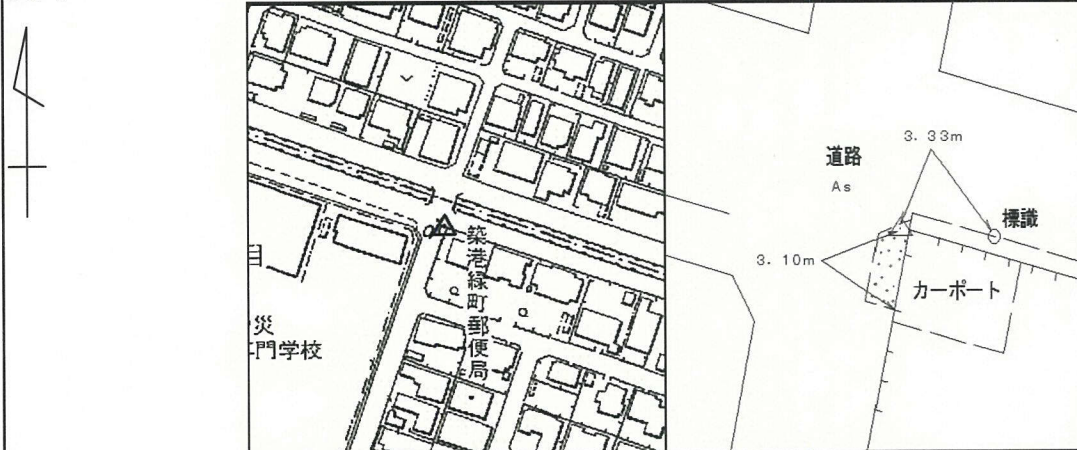 築港緑町郵便局
目
災
門学校
3.33m
道路
As
標識
3.10m
カーポート